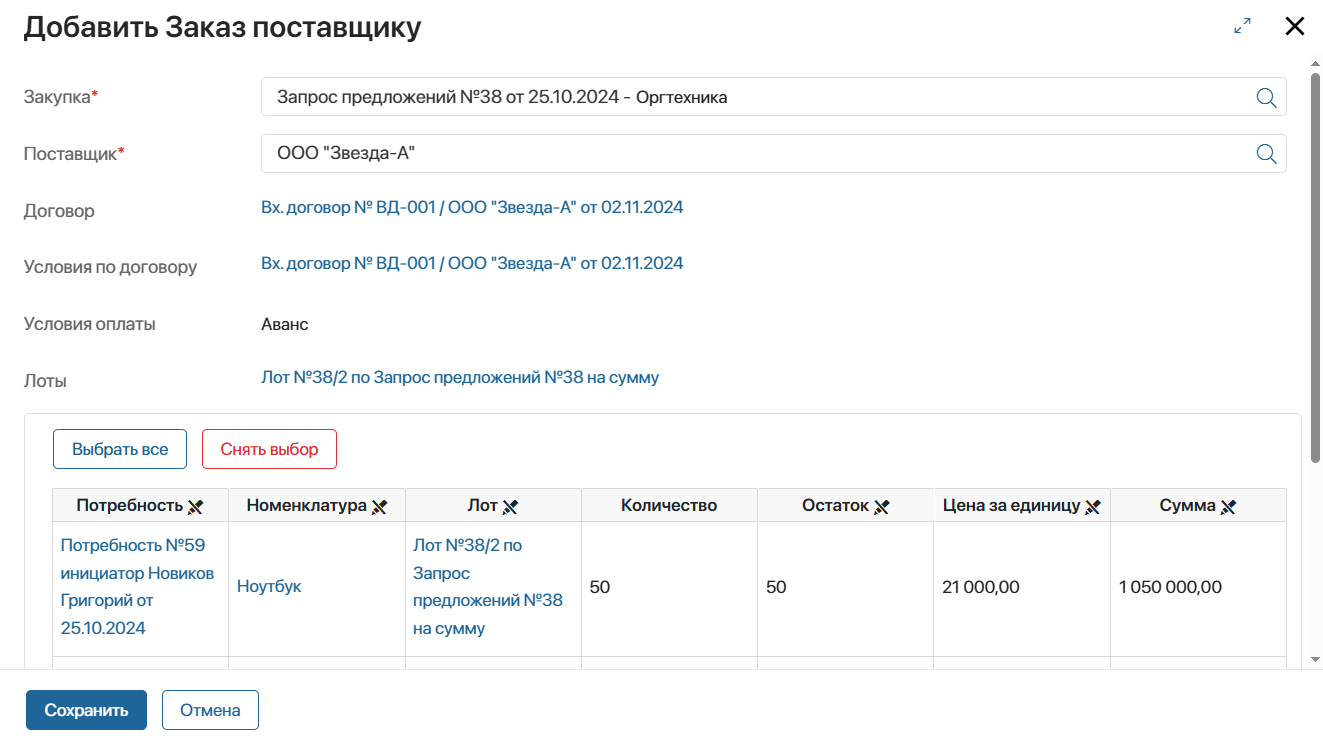 Добавить Заказ поставщику
Закупка*
Запрос предложений №38 от 25.10.2024 - Оргтехника
Поставщик*
ООО "Звезда-А"
Договор
Вх. договор № ВД-001 / ООО "Звезда-А" от 02.11.2024
Условия по договору
Вх. договор № ВД-001 / ООО "Звезда-А" от 02.11.2024
Условия оплаты
Аванс
Лоты
Лот №38/2 по Запрос предложений №38 на сумму
Выбрать все
Снять выбор
Потребность
Номенклатура
Лот
Количество
Остаток
Цена за единицу
Сумма
Потребность №59
инициатор Новиков
Григорий от
25.10.2024
Ноутбук
Лот №38/2 по
Запрос
предложений №38
на сумму
50
50
21 000,00
1 050 000,00
Сохранить
Отмена